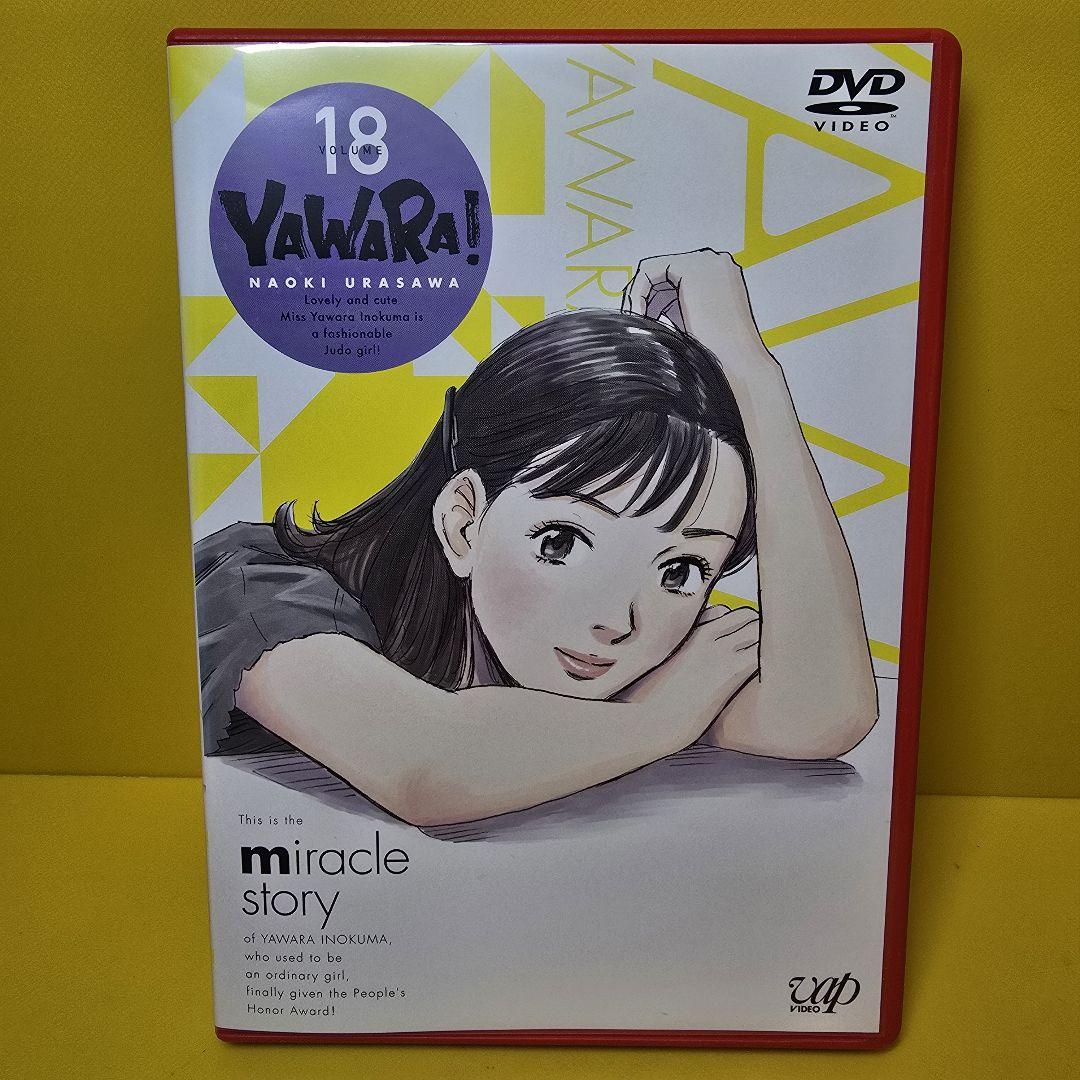 18
VOLUME
YAWARA!
NAOKI URASAWA
Lovely and cute
Miss Yawara Inokuma is
a fashionable
Judo girl!
YAWARA
AWA
DVD
VIDEO
TM
This is the
miracle
story
of YAWARA INOKUMA,
who used to be
an ordinary girl,
finally given the People's
Honor Award!
vap
VIDEO